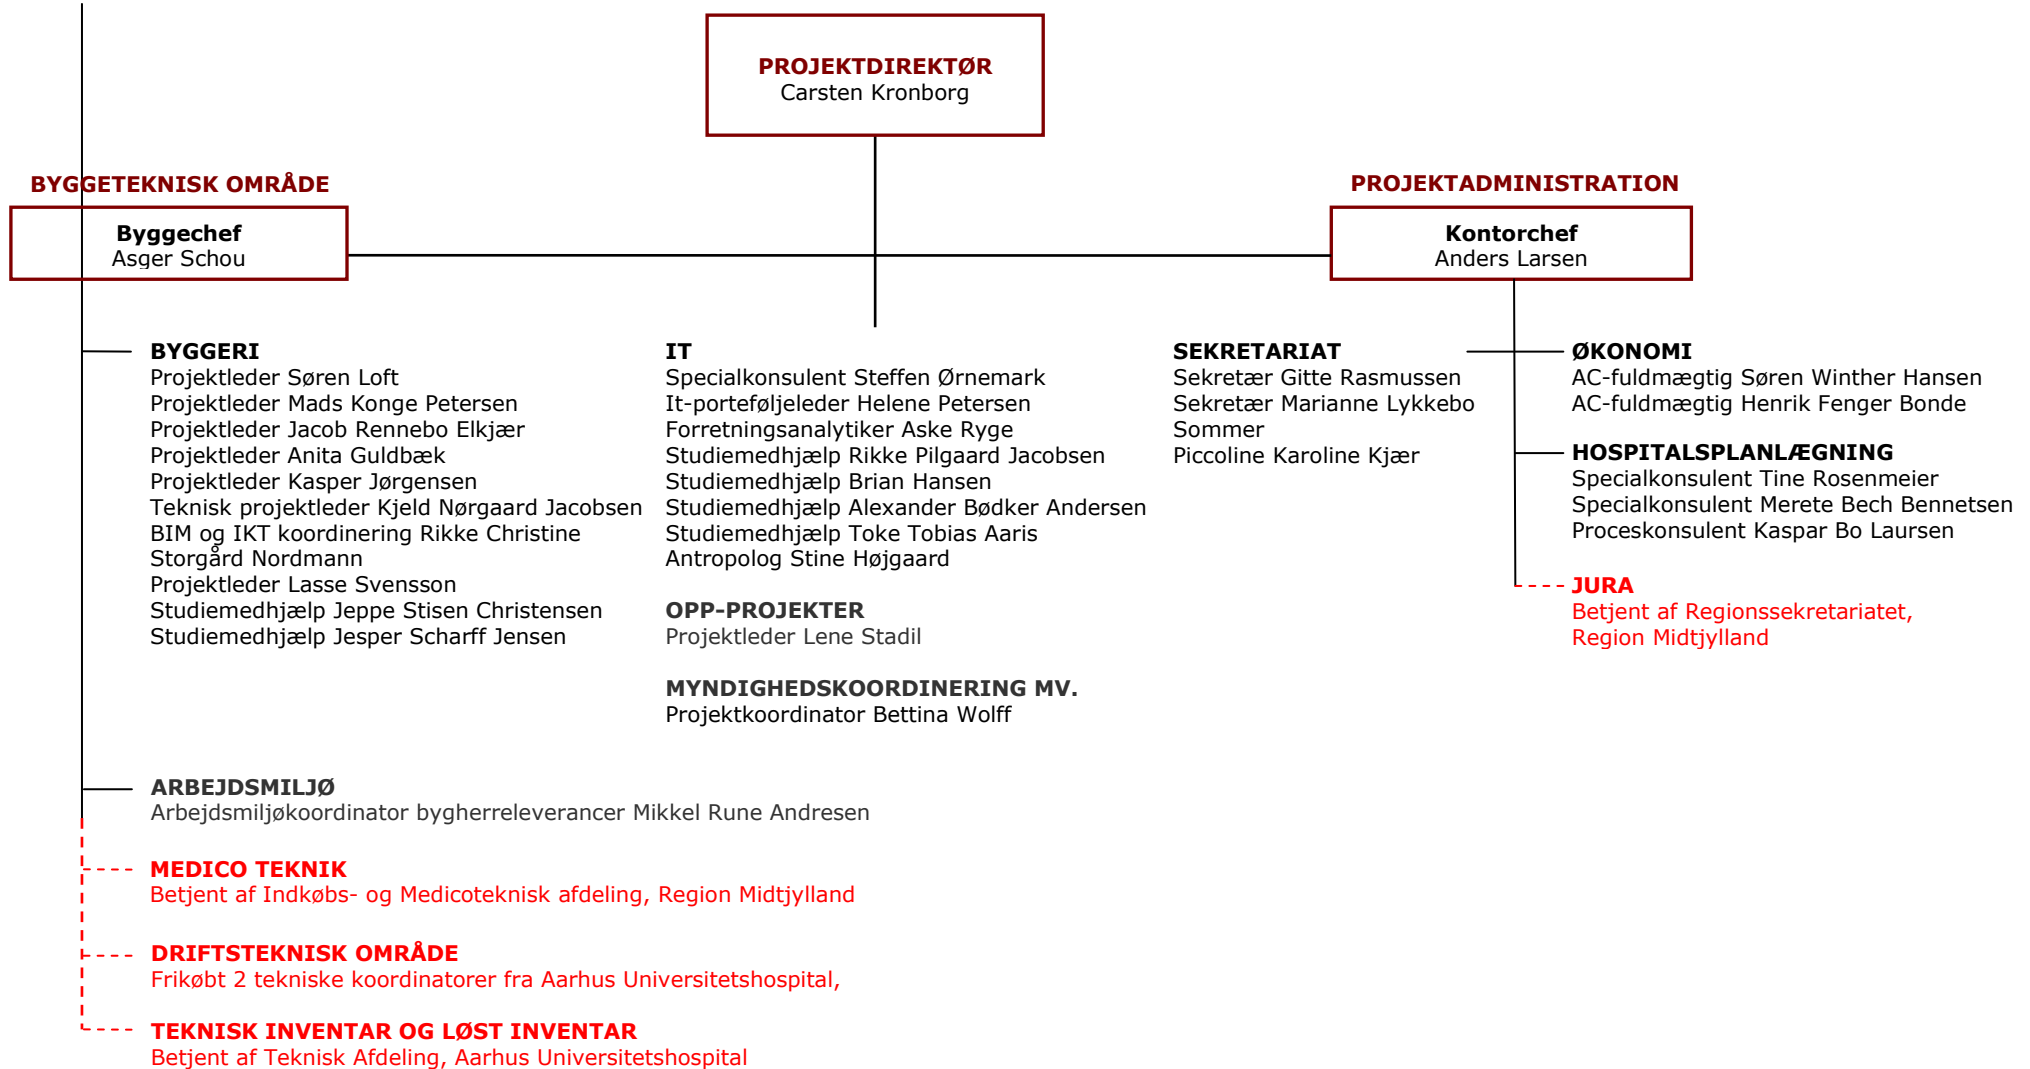 PROJEKTDIREKTØR
Carsten Kronborg
BYGGETEKNISK OMRÅDE
Byggechef
Asger Schou
PROJEKTADMINISTRATION
Kontorchef
Anders Larsen
BYGGERI
Projektleder Søren Loft
Projektleder Mads Konge Petersen
Projektleder Jacob Rennebo Elkjær
Projektleder Anita Guldbæk
Projektleder Kasper Jørgensen
Teknisk projektleder Kjeld Nørgaard Jacobsen
BIM og IKT koordinering Rikke Christine
Storgård Nordmann
Projektleder Lasse Svensson
Studiemedhjælp Jeppe Stisen Christensen
Studiemedhjælp Jesper Scharff Jensen
IT
Specialkonsulent Steffen Ørnemark
It-porteføljeleder Helene Petersen
Forretningsanalytiker Aske Ryge
Studiemedhjælp Rikke Pilgaard Jacobsen
Studiemedhjælp Brian Hansen
Studiemedhjælp Alexander Bødker Andersen
Studiemedhjælp Toke Tobias Aaris
Antropolog Stine Højgaard
OPP-PROJEKTER
Projektleder Lene Stadil
MYNDIGHEDSKOORDINERING MV.
Projektkoordinator Bettina Wolff
SEKRETARIAT
Sekretær Gitte Rasmussen
Sekretær Marianne Lykkebo
Sommer
Piccoline Karoline Kjær
ØKONOMI
AC-fuldmægtig Søren Winther Hansen
AC-fuldmægtig Henrik Fenger Bonde
HOSPITALSPLANLÆGNING
Specialkonsulent Tine Rosenmeier
Specialkonsulent Merete Bech Bennetsen
Proceskonsulent Kaspar Bo Laursen
JURA
Betjent af Regionssekretariatet,
Region Midtjylland
ARBEJDSMILJØ
Arbejdsmiljøkoordinator bygherreleverancer Mikkel Rune Andresen
MEDICO TEKNIK
Betjent af Indkøbs- og Medicoteknisk afdeling, Region Midtjylland
DRIFTSTEKNISK OMRÅDE
Frikøbt 2 tekniske koordinatorer fra Aarhus Universitetshospital,
TEKNISK INVENTAR OG LØST INVENTAR
Betjent af Teknisk Afdeling, Aarhus Universitetshospital